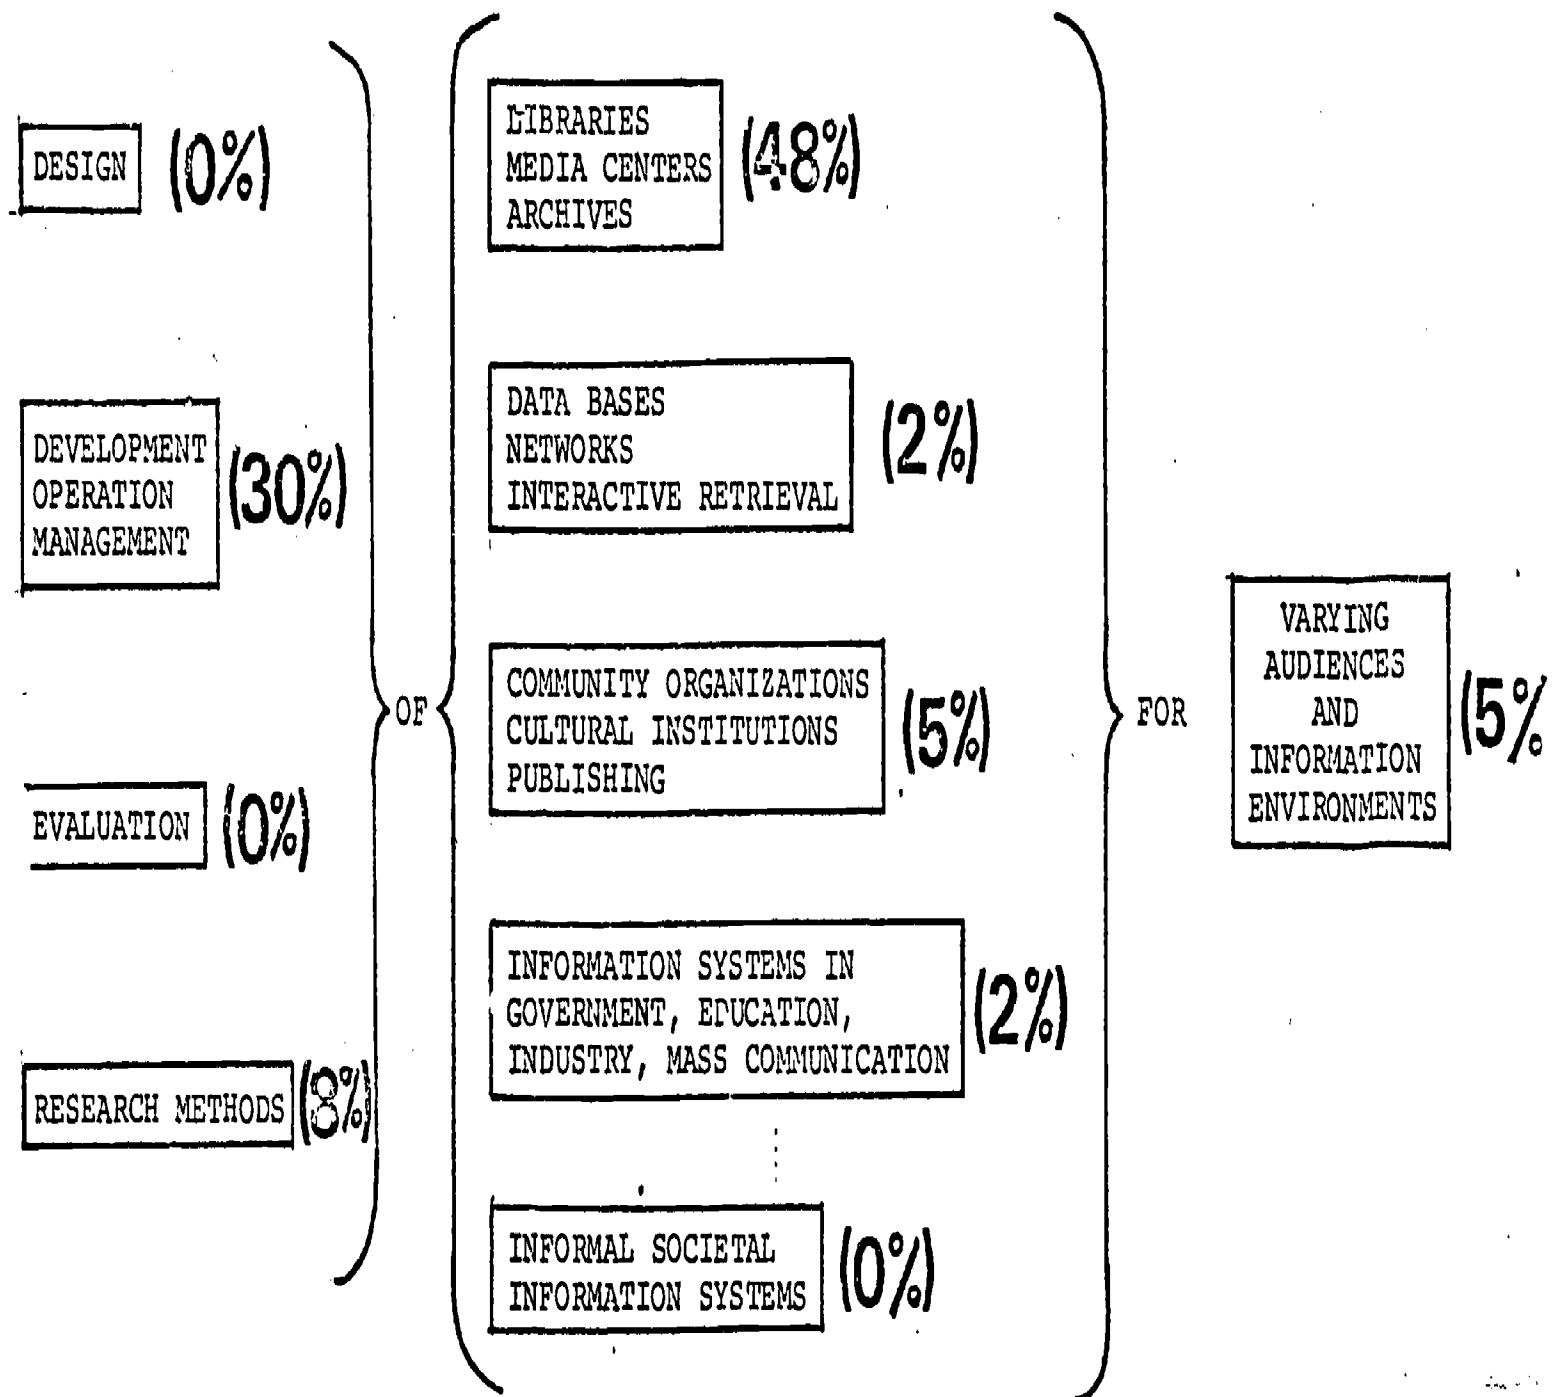 DESIGN (0%)
DEVELOPMENT
OPERATION (30%)
MANAGEMENT
EVALUATION (0%)
RESEARCH METHODS (8%)
OF
LIBRARIES
MEDIA CENTERS (48%)
ARCHIVES
DATA BASES
NETWORKS (2%)
INTERACTIVE RETRIEVAL
COMMUNITY ORGANIZATIONS
CULTURAL INSTITUTIONS (5%)
PUBLISHING
INFORMATION SYSTEMS IN
GOVERNMENT, EDUCATION, (2%)
INDUSTRY, MASS COMMUNICATION
INFORMAL SOCIETAL (0%)
INFORMATION SYSTEMS
FOR
VARYING
AUDIENCES
AND (5%
INFORMATION
ENVIRONMENTS